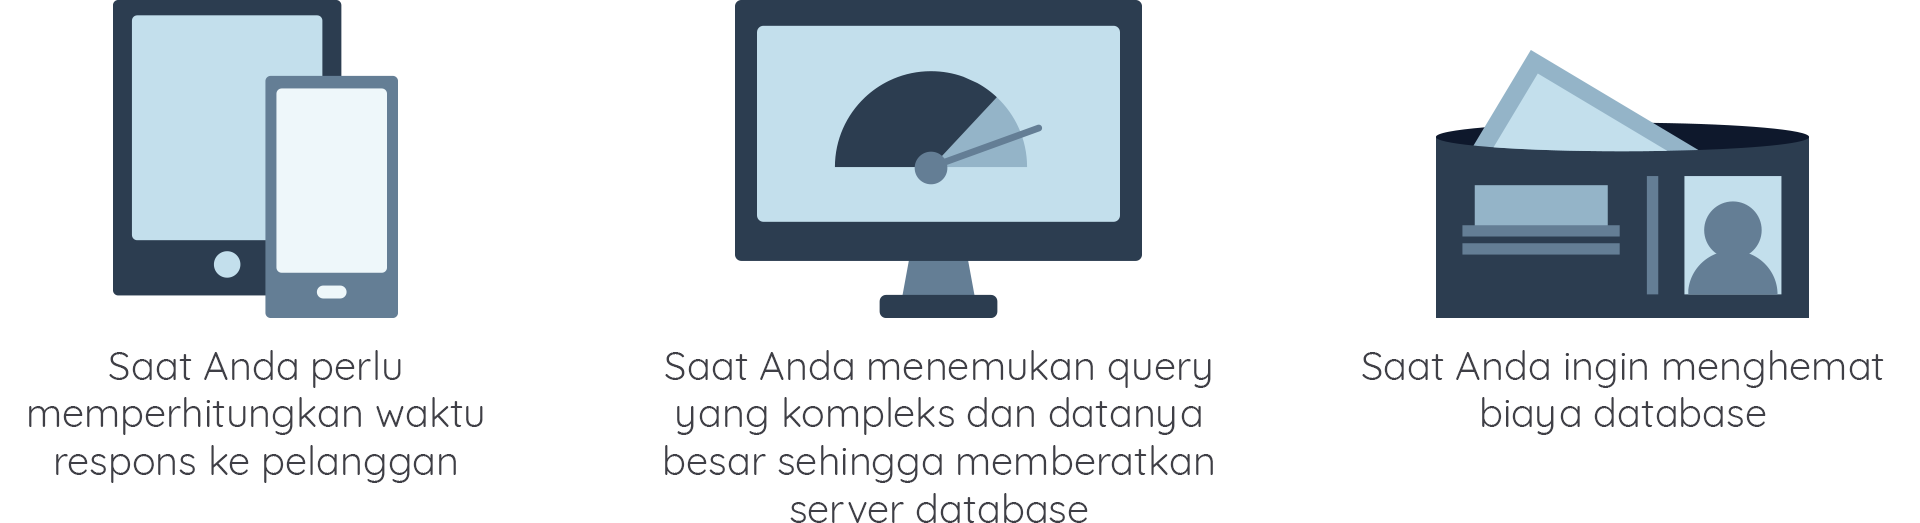 Saat Anda perlu
memperhitungkan waktu
respons ke pelanggan
Saat Anda menemukan query
yang kompleks dan datanya
besar sehingga memberatkan
server database
Saat Anda ingin menghemat
biaya database